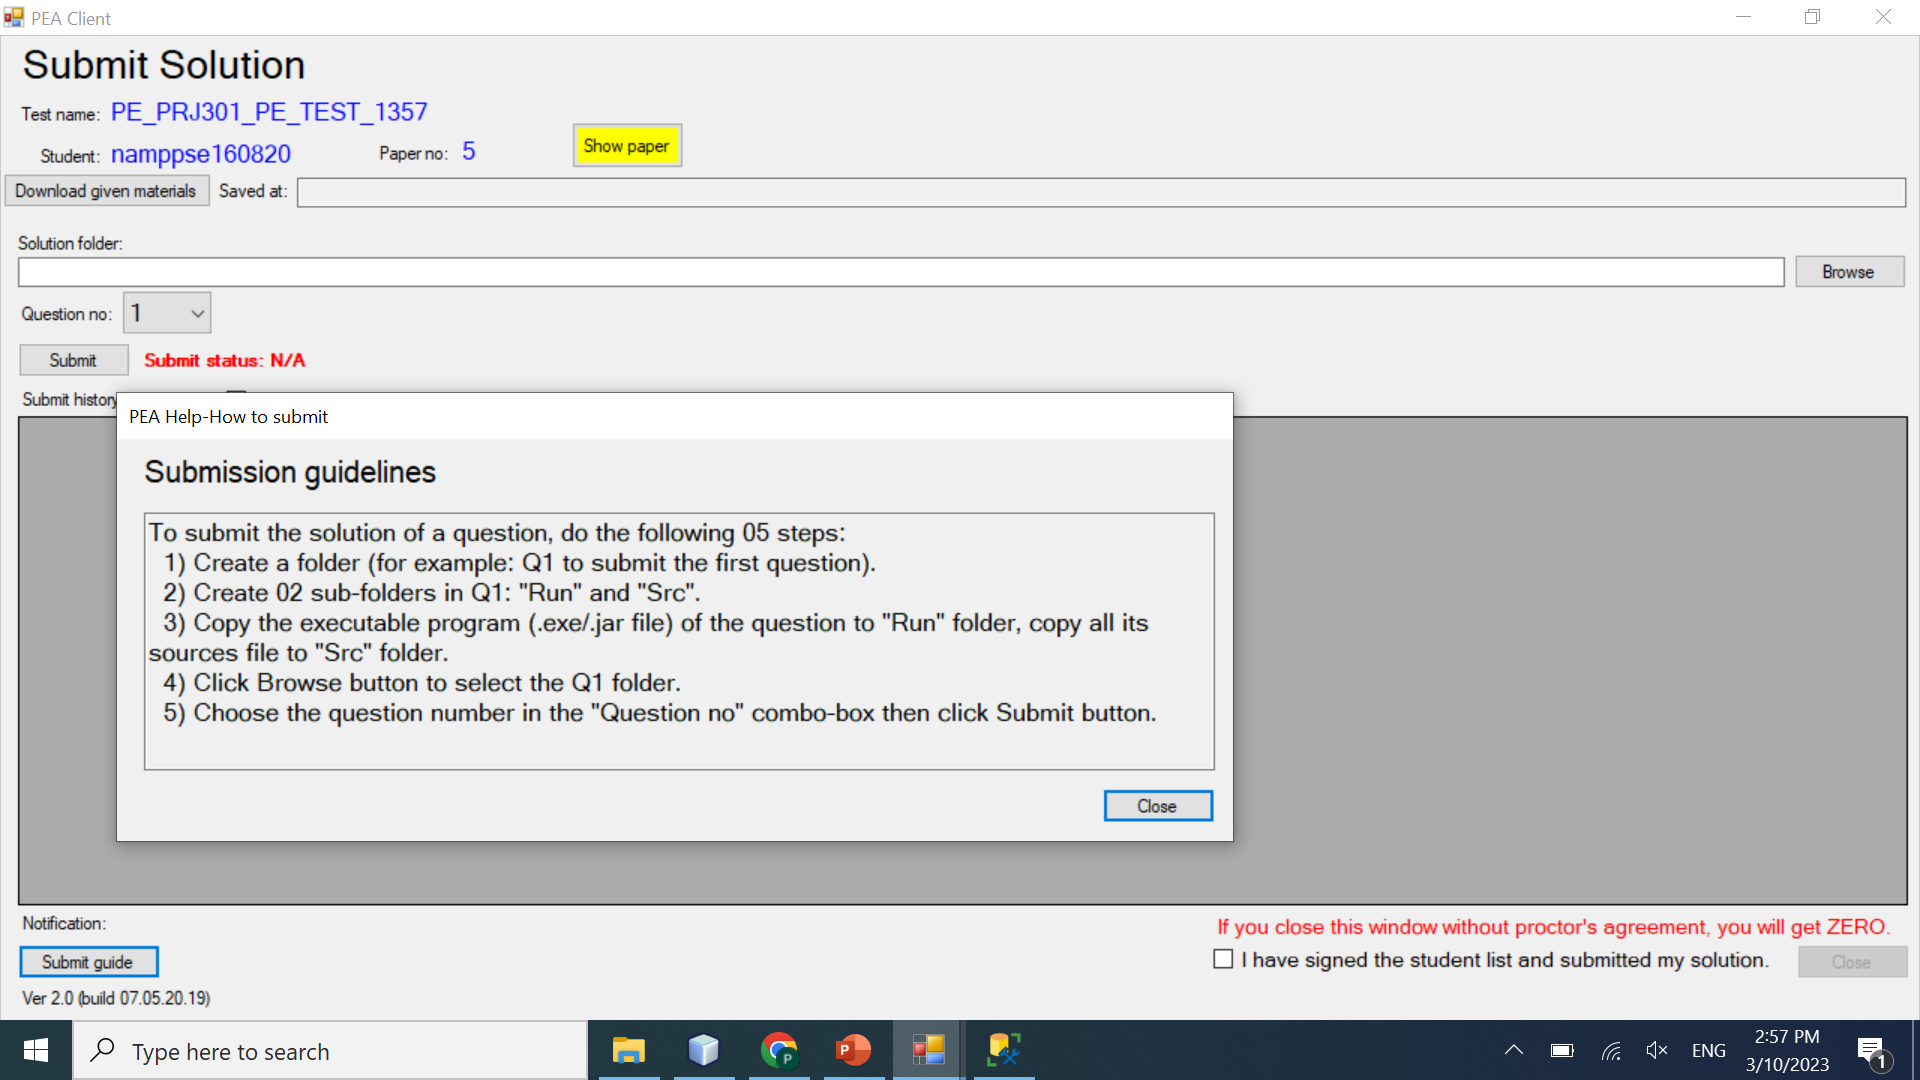 PEA Client
Submit Solution
Test name: PE_PRJ301_PE_TEST_1357
Student: namppse160820 Paper no: 5 Show paper
Download given materials Saved at:
Solution folder:
Browse
Question no: 1
Submit Submit status: N/A
Submit history
PEA Help-How to submit
Submission guidelines
To submit the solution of a question, do the following 05 steps:
1) Create a folder (for example: Q1 to submit the first question).
2) Create 02 sub-folders in Q1: "Run" and "Src".
3) Copy the executable program (.exe/.jar file) of the question to "Run" folder, copy all its
sources file to "Src" folder.
4) Click Browse button to select the Q1 folder.
5) Choose the question number in the "Question no" combo-box then click Submit button.
Close
Notification:
If you close this window without proctor's agreement, you will get ZERO.
Submit guide
I have signed the student list and submitted my solution. Close
Ver 2.0 (build 07.05.20.19)
Type here to search
P
P
ENG
2:57 PM
3/10/2023
1